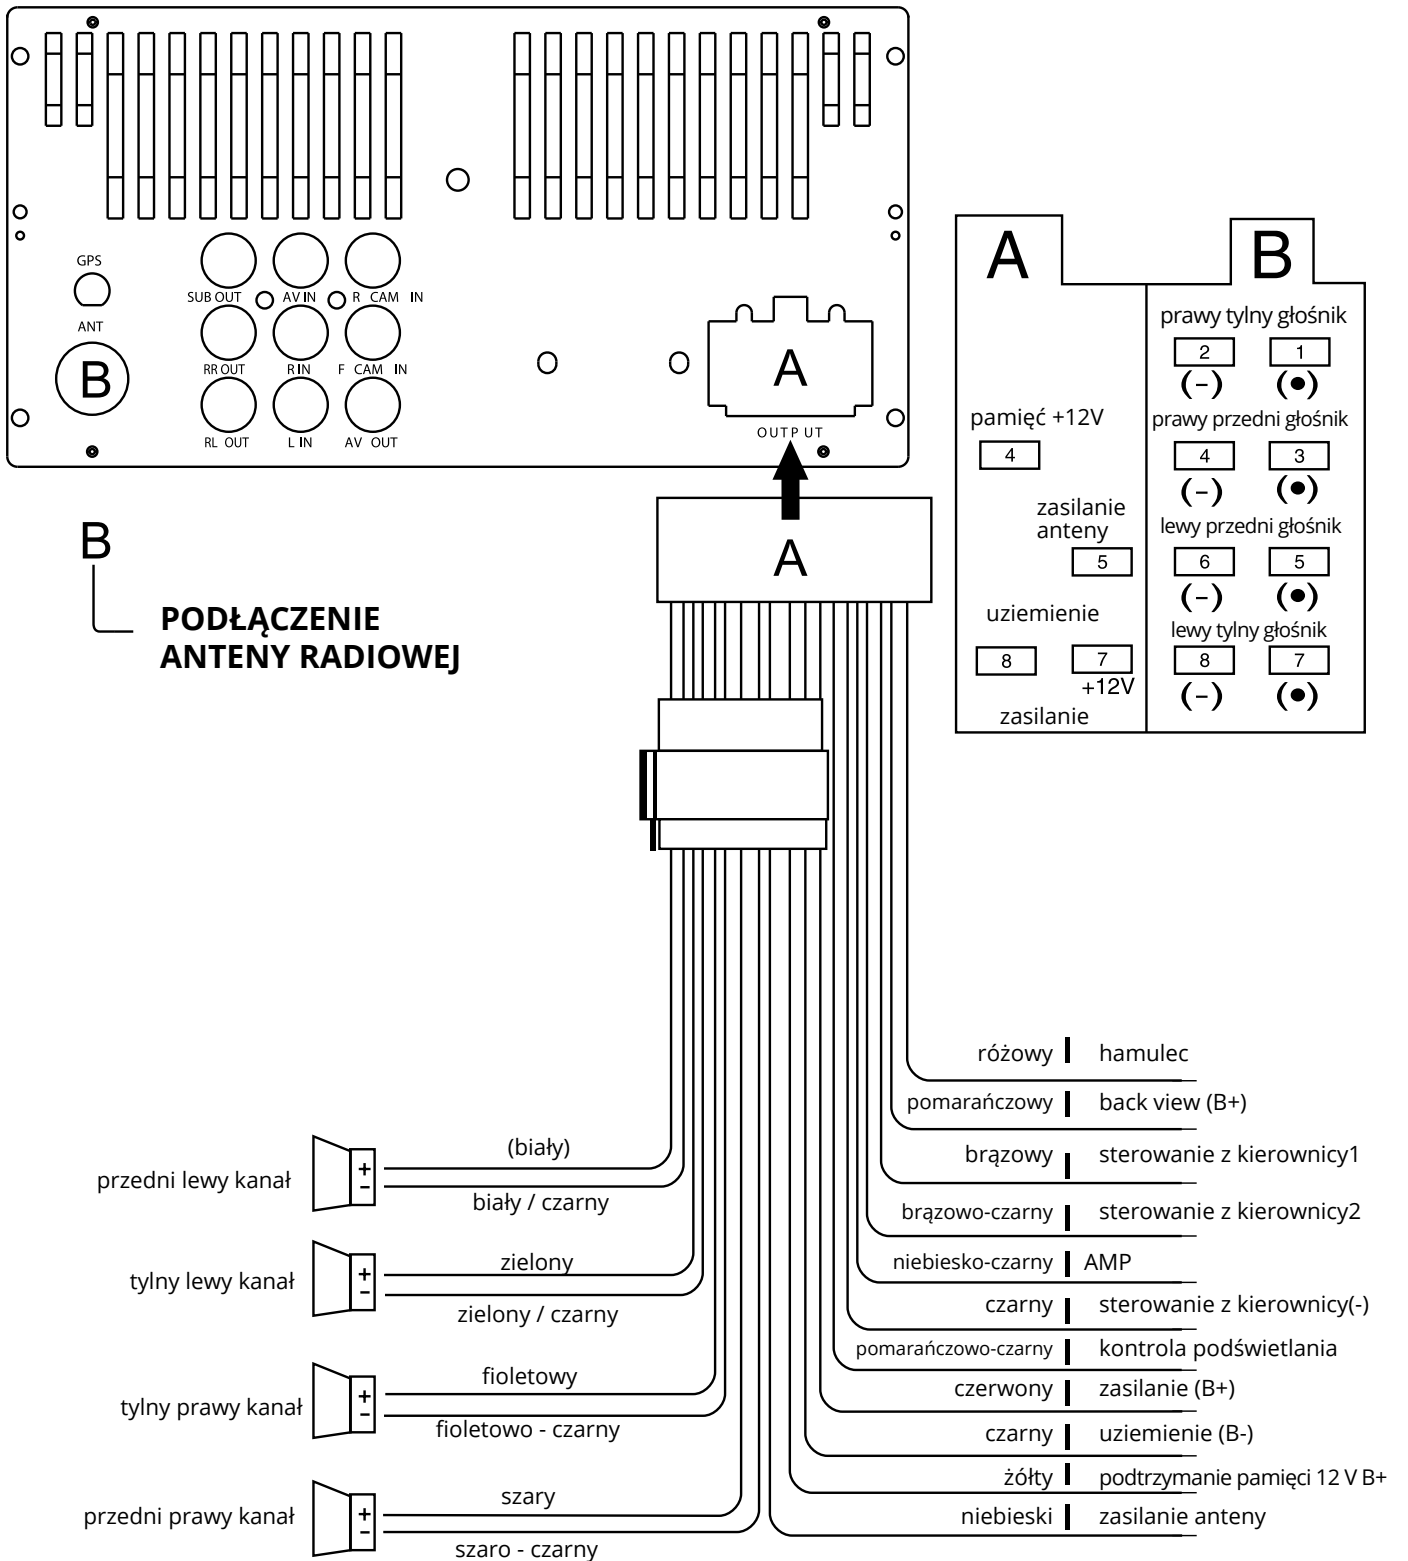 GPS
SUB OUT
AV IN
R CAM IN
ANT
B
RR OUT
R IN
F CAM IN
RL OUT
L IN
AV OUT
A
OUTPUT
A
B
PODŁĄCZENIE
ANTENY RADIOWEJ
A
pamięć +12V
4
zasilanie
anteny
5
uziemienie
8
7
+12V
zasilanie
B
prawy tylny głośnik
2 1
(-) (•)
prawy przedni głośnik
4 3
(-) (•)
lewy przedni głośnik
6 5
(-) (•)
lewy tylny głośnik
8 7
(-) (•)
przedni lewy kanał
+
-
(biały)
biały / czarny
tylny lewy kanał
+
-
zielony
zielony / czarny
tylny prawy kanał
+
-
fioletowy
fioletowo - czarny
przedni prawy kanał
+
-
szary
szaro - czarny
różowy | hamulec
pomarańczowy | back view (B+)
brązowy | sterowanie z kierownicy1
brązowo-czarny | sterowanie z kierownicy2
niebiesko-czarny | AMP
czarny | sterowanie z kierownicy(-)
pomarańczowo-czarny | kontrola podświetlania
czerwony | zasilanie (B+)
czarny | uziemienie (B-)
żółty | podtrzymanie pamięci 12 V B+
niebieski | zasilanie anteny